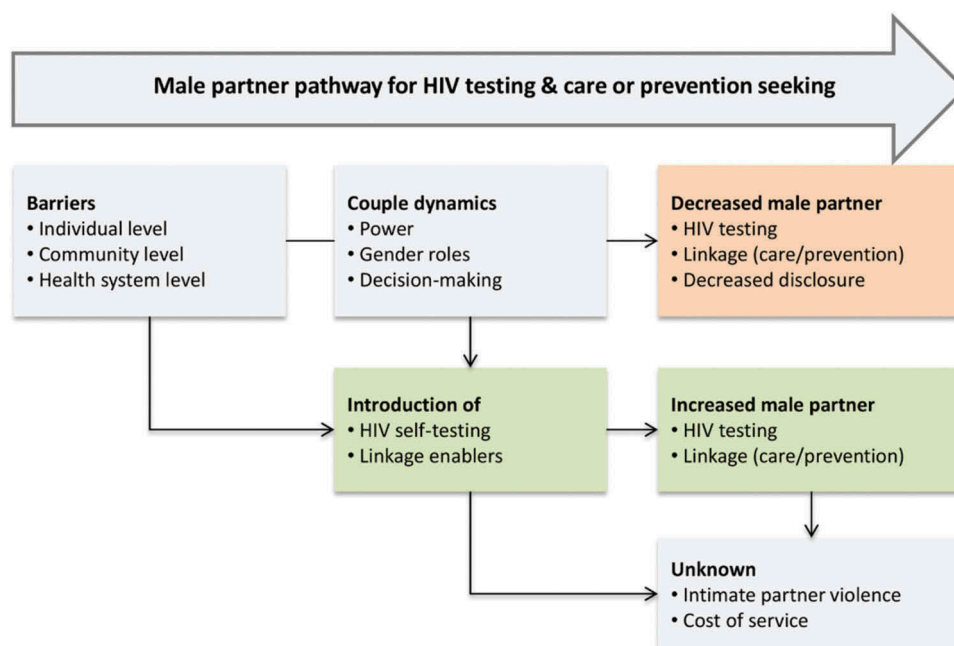 Male partner pathway for HIV testing & care or prevention seeking
Barriers
• Individual level
• Community level
• Health system level
Couple dynamics
• Power
• Gender roles
• Decision-making
Decreased male partner
• HIV testing
• Linkage (care/prevention)
• Decreased disclosure
Introduction of
• HIV self-testing
• Linkage enablers
Increased male partner
• HIV testing
• Linkage (care/prevention)
Unknown
• Intimate partner violence
• Cost of service